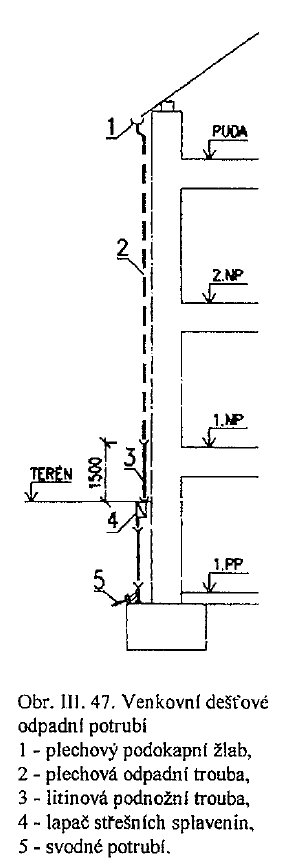 1
PŮDA
2
2.NP
1.NP
1500
3
TERÉN
4
1.PP
5
Obr. III. 47. Venkovní dešťové
odpadní potrubí
1 - plechový podokapní žlab,
2 - plechová odpadní trouba,
3 - litinová podnožní trouba,
4 - lapač střešních splavenin,
5 - svodné potrubí.